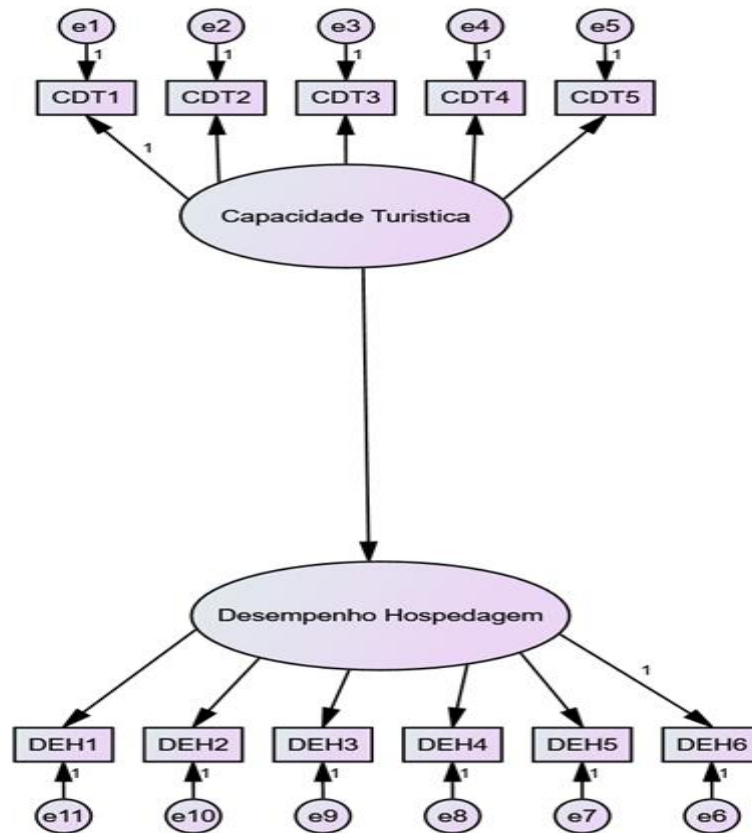 e1 e2 e3 e4 e5
1 1 1 1 1
CDT1 CDT2 CDT3 CDT4 CDT5
1
Capacidade Turistica
Desempenho Hospedagem
1
DEH1 DEH2 DEH3 DEH4 DEH5 DEH6
1 1 1 1 1 1
e11 e10 e9 e8 e7 e6